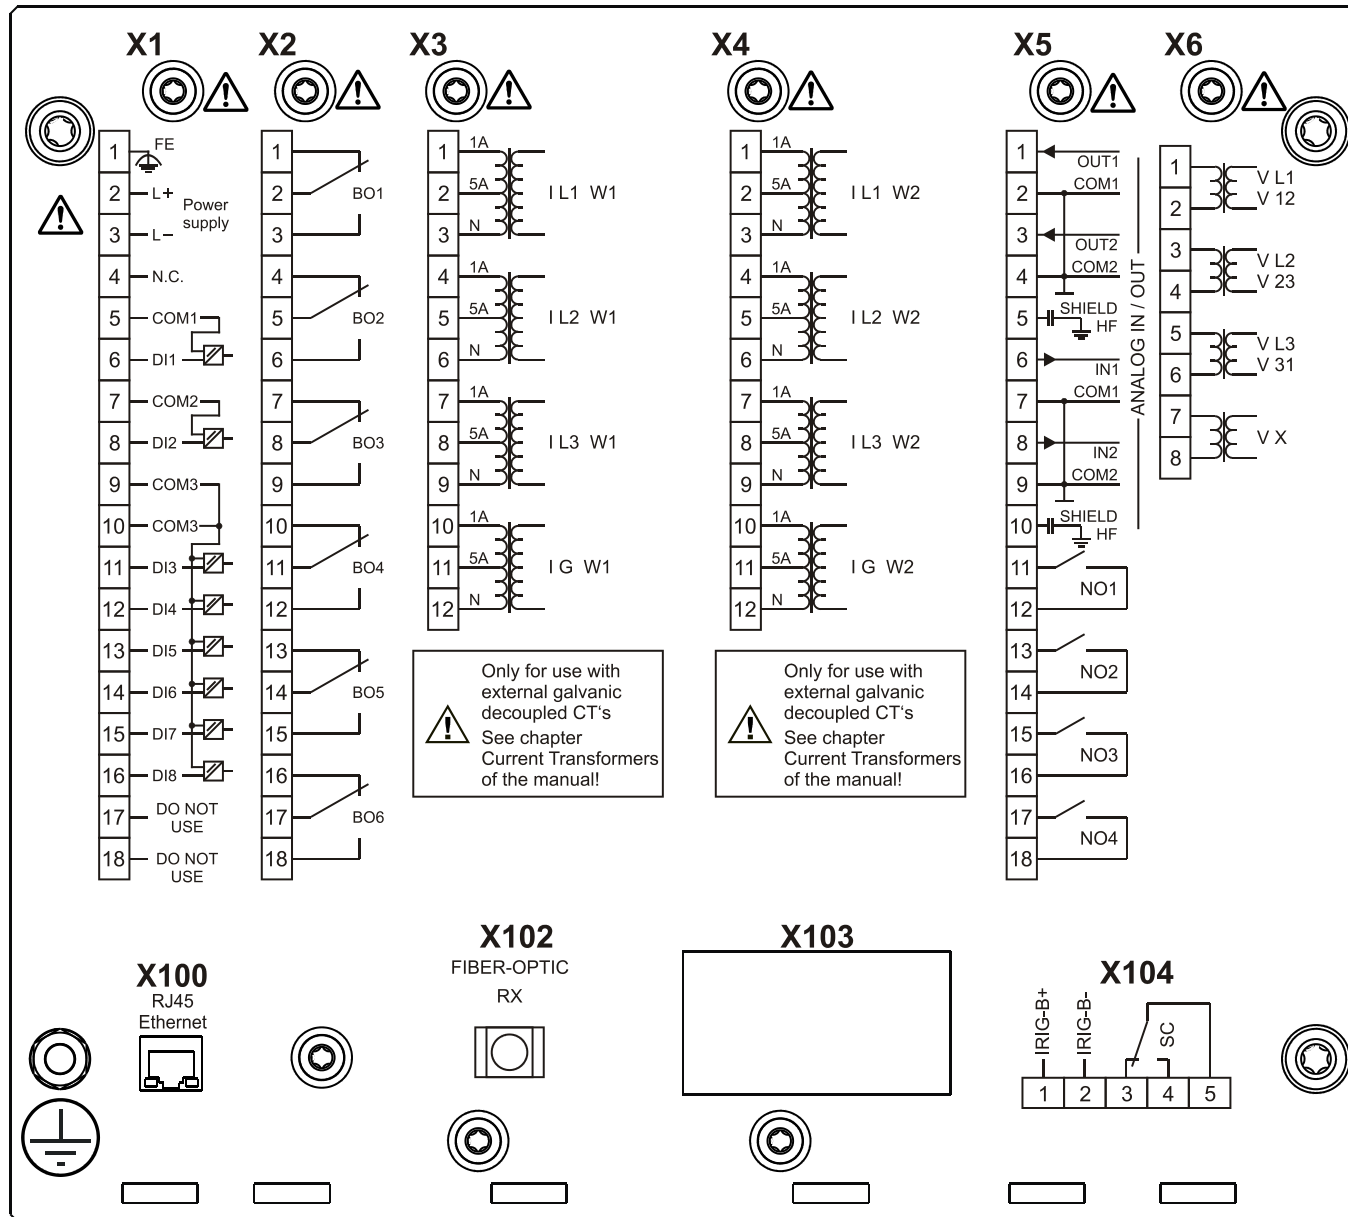 X1
X2
X3
X4
X5
X6
1 FE
2 L+
Power
supply
3 L–
4 N.C.
5 COM1
6 DI1
7 COM2
8 DI2
9 COM3
10 COM3
11 DI3
12 DI4
13 DI5
14 DI6
15 DI7
16 DI8
17 DO NOT
USE
18 DO NOT
USE
1
2 BO1
3
4
5 BO2
6
7
8 BO3
9
10
11 BO4
12
13
14 BO5
15
16
17 BO6
18
1 1A
2 5A I L1 W1
3 N
4 1A
5 5A I L2 W1
6 N
7 1A
8 5A I L3 W1
9 N
10 1A
11 5A I G W1
12 N
Only for use with
external galvanic
decoupled CT‘s
See chapter
Current Transformers
of the manual!
1 1A
2 5A I L1 W2
3 N
4 1A
5 5A I L2 W2
6 N
7 1A
8 5A I L3 W2
9 N
10 1A
11 5A I G W2
12 N
Only for use with
external galvanic
decoupled CT‘s
See chapter
Current Transformers
of the manual!
1 OUT1
2 COM1
3 OUT2
4 COM2
5 SHIELD
HF
6 IN1
7 COM1
8 IN2
9 COM2
10 SHIELD
HF
ANALOG IN / OUT
11
NO1
12
13
NO2
14
15
NO3
16
17
NO4
18
1 V L1
2 V 12
3 V L2
4 V 23
5 V L3
6 V 31
7
V X
8
X100
RJ45
Ethernet
X102
FIBER-OPTIC
RX
X103
X104
IRIG-B+
IRIG-B-
SC
1 2 3 4 5